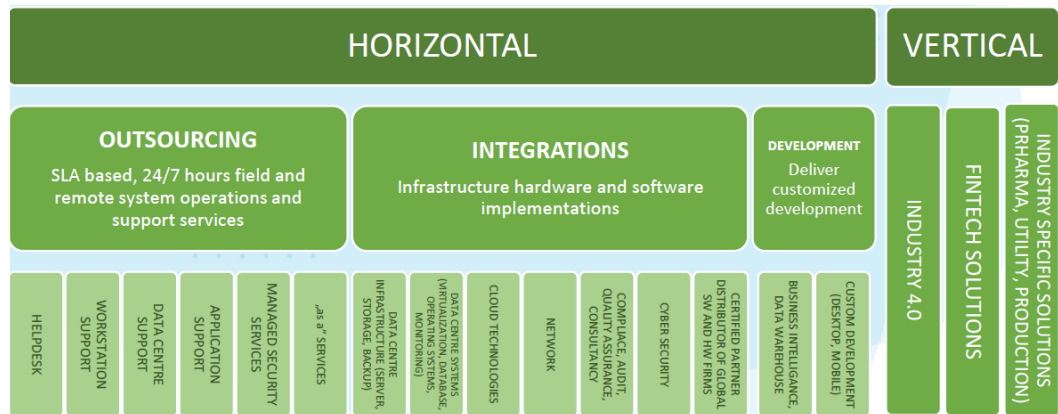 HORIZONTAL
VERTICAL
OUTSOURCING
SLA based, 24/7 hours field and
remote system operations and
support services
INTEGRATIONS
Infrastructure hardware and software
implementations
DEVELOPMENT
Deliver
customized
development
INDUSTRY 4.0
FINTECH SOLUTIONS
INDUSTRY SPECIFIC SOLUTIONS
(PRHARMA, UTILITY, PRODUCTION)
HELPDESK
WORKSTATION
SUPPORT
DATA CENTRE
SUPPORT
APPLICATION
SUPPORT
MANAGED SECURITY
SERVICES
„as a" SERVICES
DATA CENTRE
INFRASTRUCTURE (SERVER,
STORAGE, BACKUP)
DATA CENTRE SYSTEMS
(VIRTUALIZATION, DATABASE,
OPERATING SYSTEMS,
MONITORING)
CLOUD TECHNOLOGIES
NETWORK
COMPLIACE, AUDIT,
QUALITY ASSURANCE,
CONSULTANCY
CYBER SECURITY
CERTIFIED PARTNER
DISTRIBUTOR OF GLOBAL
SW AND HW FIRMS
BUSINESS INTELLIGANCE,
DATA WAREHOUSE
CUSTOM DEVELOPMENT
(DESKTOP, MOBILE)